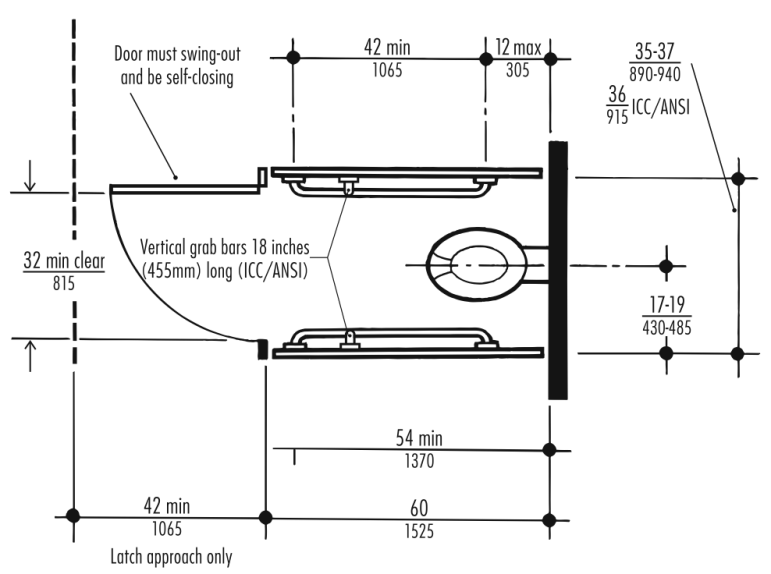 Door must swing-out
and be self-closing
42 min
1065
12 max
305
35-37
890-940
36
915
ICC/ANSI
32 min clear
815
Vertical grab bars 18 inches
(455mm) long (ICC/ANSI)
17-19
430-485
54 min
1370
42 min
1065
60
1525
Latch approach only